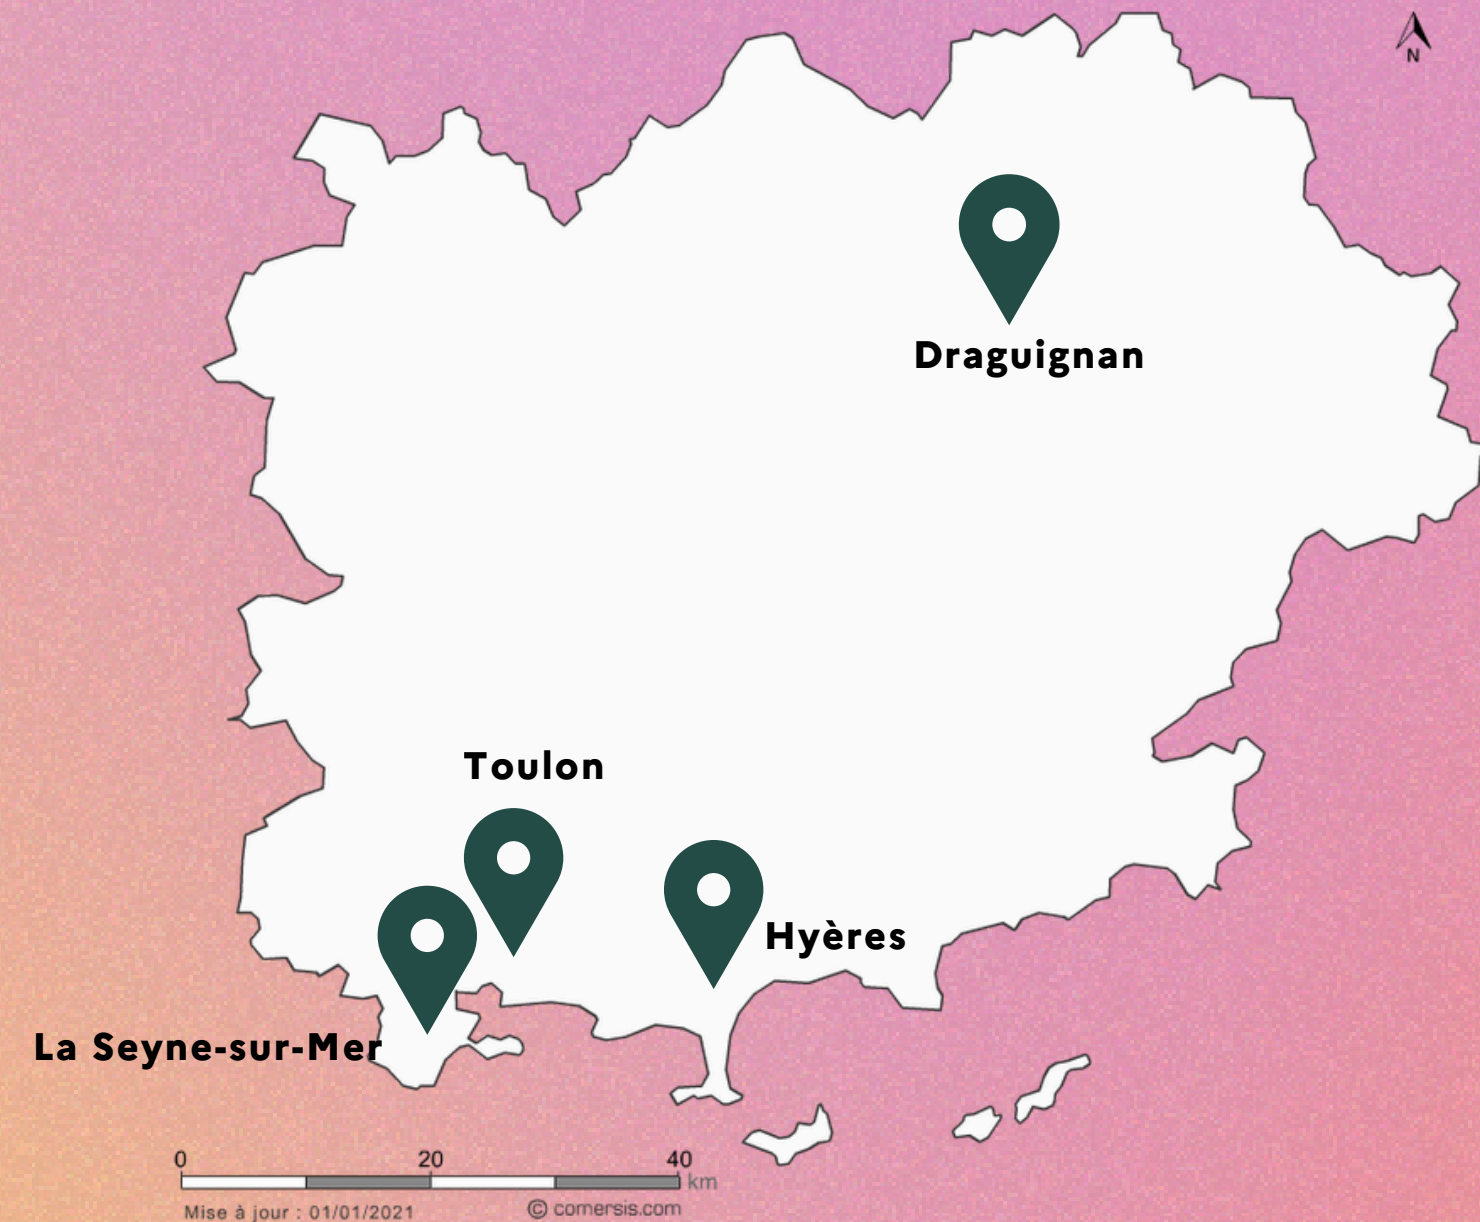 N
Draguignan
Toulon
Hyères
La Seyne-sur-Mer
0 20 40
km
Mise à jour : 01/01/2021 © comersis.com